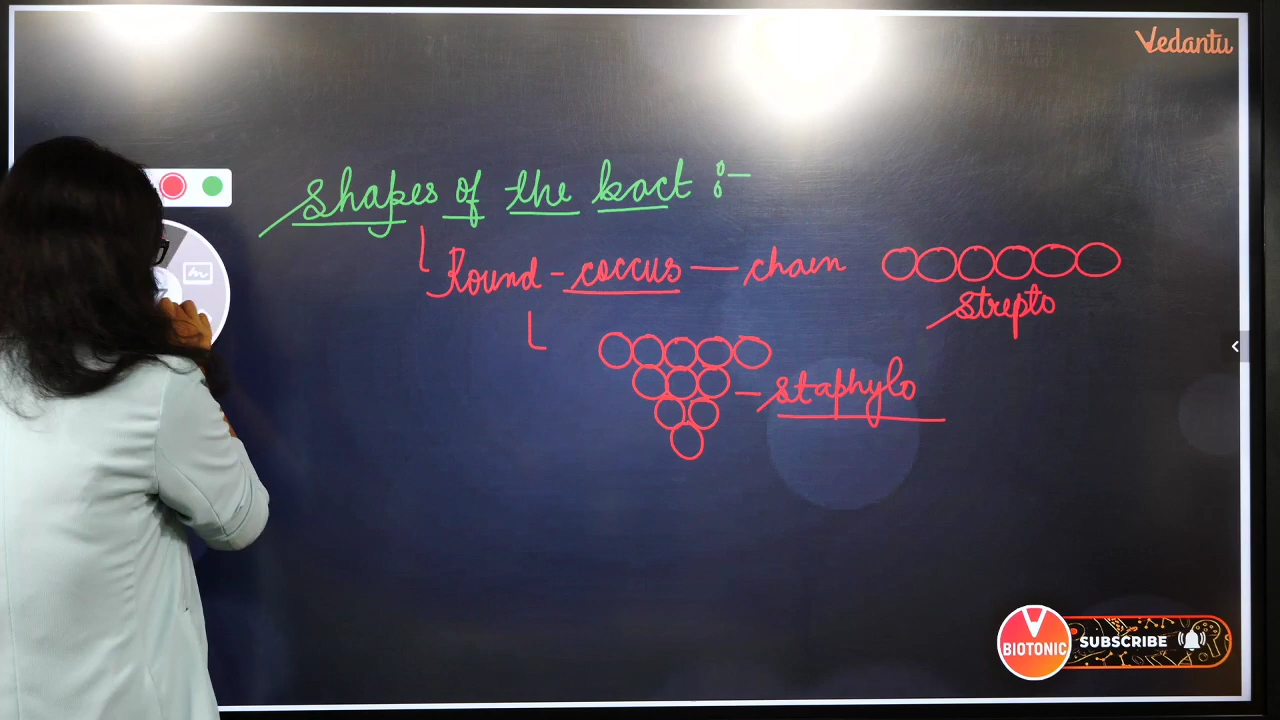 Vedantu
shapes of the bact :-
Round - coccus — chain
strepto
- staphylo
BIOTONIC
SUBSCRIBE